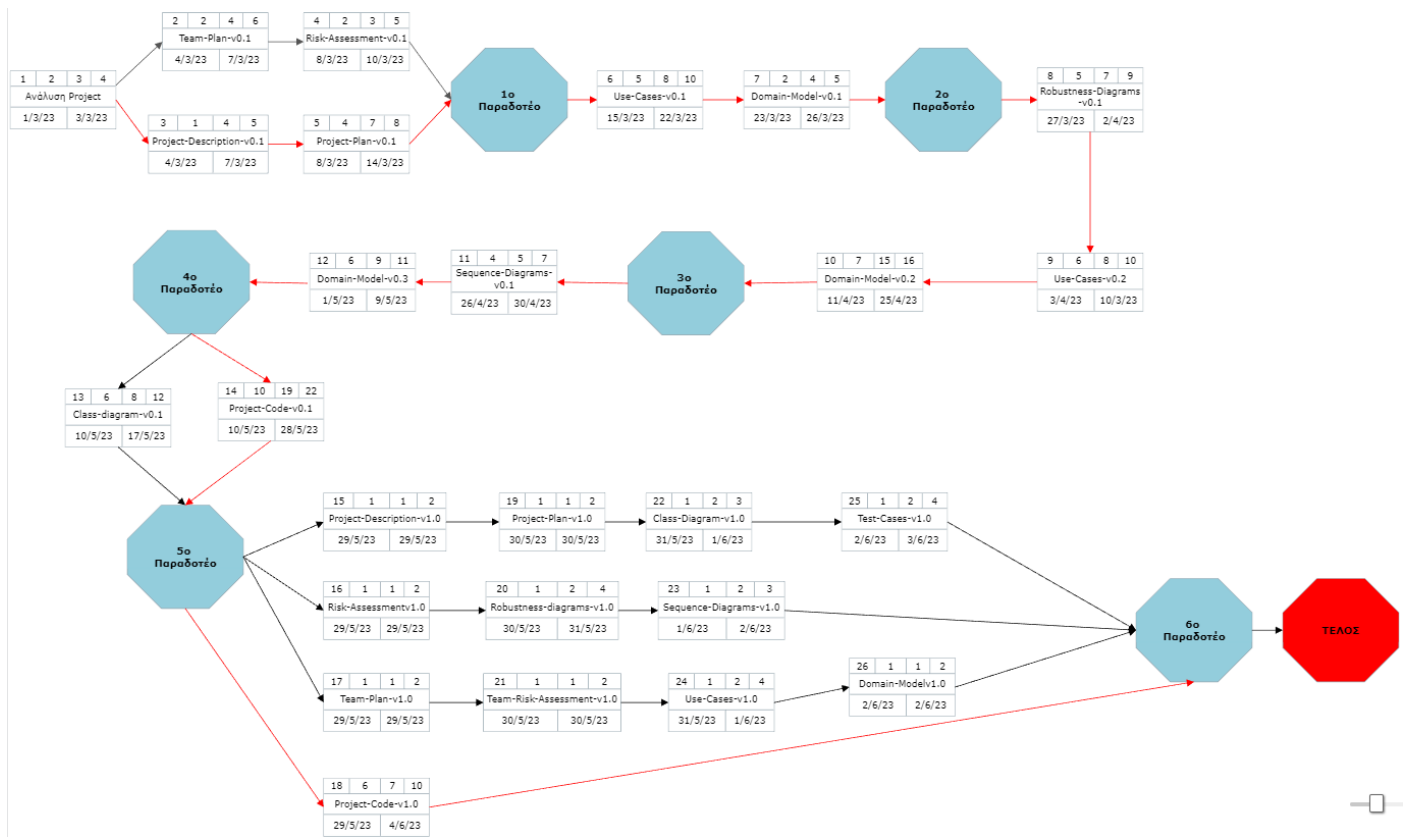 2 2 4 6
Team-Plan-v0.1
4/3/23 7/3/23
4 2 3 5
Risk-Assessment-v0.1
8/3/23 10/3/23
1 2 3 4
Ανάλυση Project
1/3/23 3/3/23
3 1 4 5
Project-Description-v0.1
4/3/23 7/3/23
5 4 7 8
Project-Plan-v0.1
8/3/23 14/3/23
1ο
Παραδοτέο
6 5 8 10
Use-Cases-v0.1
15/3/23 22/3/23
7 2 4 5
Domain-Model-v0.1
23/3/23 26/3/23
2ο
Παραδοτέο
8 5 7 9
Robustness-Diagrams
-v0.1
27/3/23 2/4/23
4ο
Παραδοτέο
12 6 9 11
Domain-Model-v0.3
1/5/23 9/5/23
11 4 5 7
Sequence-Diagrams-
v0.1
26/4/23 30/4/23
3ο
Παραδοτέο
10 7 15 16
Domain-Model-v0.2
11/4/23 25/4/23
9 6 8 10
Use-Cases-v0.2
3/4/23 10/3/23
13 6 8 12
Class-diagram-v0.1
10/5/23 17/5/23
14 10 19 22
Project-Code-v0.1
10/5/23 28/5/23
5ο
Παραδοτέο
15 1 1 2
Project-Description-v1.0
29/5/23 29/5/23
19 1 1 2
Project-Plan-v1.0
30/5/23 30/5/23
22 1 2 3
Class-Diagram-v1.0
31/5/23 1/6/23
25 1 2 4
Test-Cases-v1.0
2/6/23 3/6/23
16 1 1 2
Risk-Assessmentv1.0
29/5/23 29/5/23
20 1 2 4
Robustness-diagrams-v1.0
30/5/23 31/5/23
23 1 2 3
Sequence-Diagrams-v1.0
1/6/23 2/6/23
6ο
Παραδοτέο
ΤΕΛΟΣ
17 1 1 2
Team-Plan-v1.0
29/5/23 29/5/23
21 1 1 2
Team-Risk-Assessment-v1.0
30/5/23 30/5/23
24 1 2 4
Use-Cases-v1.0
31/5/23 1/6/23
26 1 1 2
Domain-Modelv1.0
2/6/23 2/6/23
18 6 7 10
Project-Code-v1.0
29/5/23 4/6/23